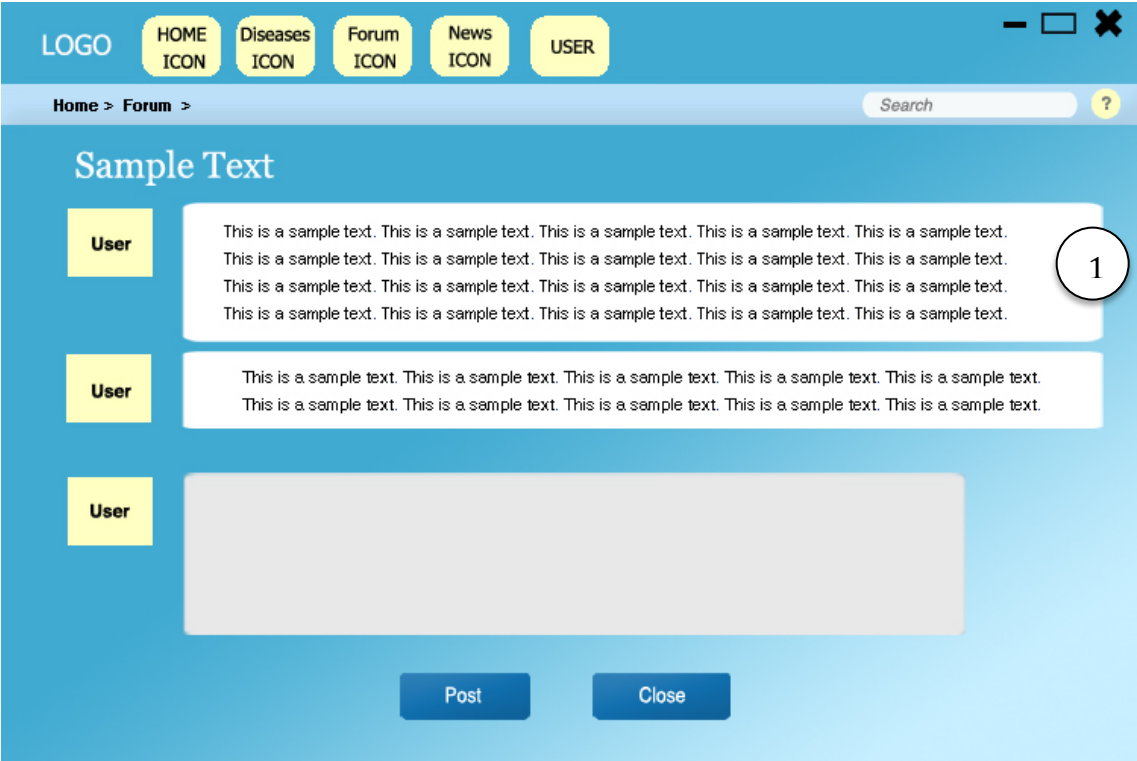 LOGO
HOME
ICON
Diseases
ICON
Forum
ICON
News
ICON
USER
Home > Forum >
Search
?
Sample Text
User
This is a sample text. This is a sample text. This is a sample text. This is a sample text. This is a sample text.
This is a sample text. This is a sample text. This is a sample text. This is a sample text. This is a sample text.
This is a sample text. This is a sample text. This is a sample text. This is a sample text. This is a sample text.
This is a sample text. This is a sample text. This is a sample text. This is a sample text. This is a sample text.
1
User
This is a sample text. This is a sample text. This is a sample text. This is a sample text. This is a sample text.
This is a sample text. This is a sample text. This is a sample text. This is a sample text. This is a sample text.
User
Post
Close